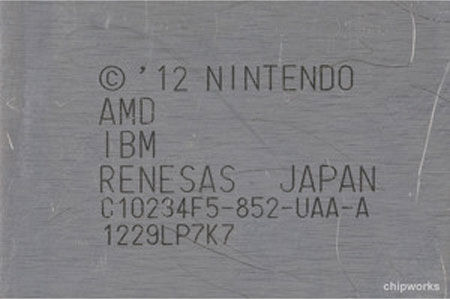 © '12 NINTENDO
AMD
IBM
RENESAS JAPAN
C10234F5-852-UAA-A
1229LP7K7
chipworks